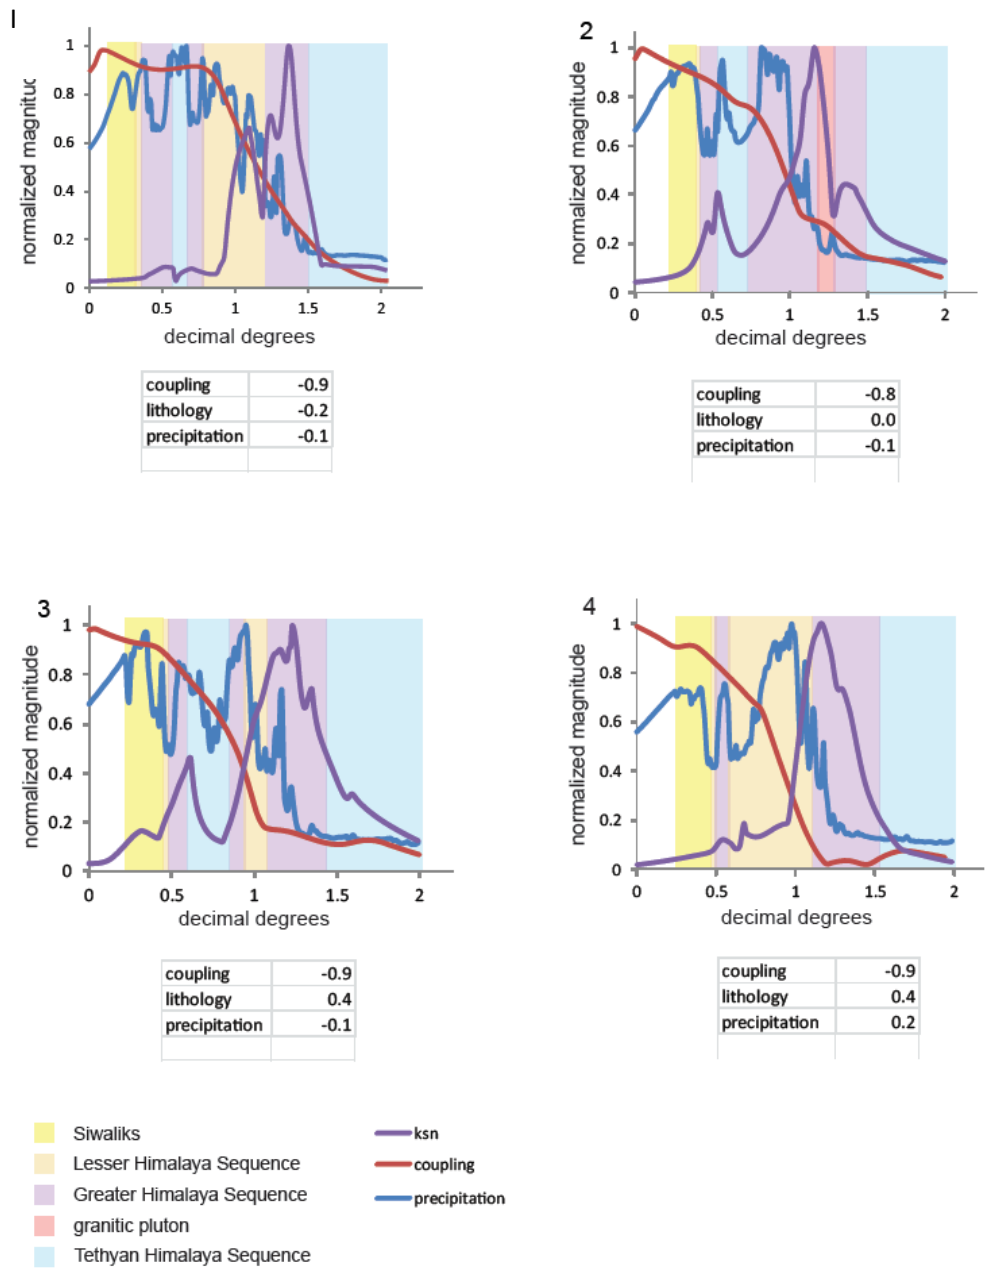 I
normalized magnituc
1
0.8
0.6
0.4
0.2
0
0 0.5 1 1.5 2
decimal degrees
coupling -0.9
lithology -0.2
precipitation -0.1
2
normalized magnitude
1
0.8
0.6
0.4
0.2
0
0 0.5 1 1.5 2
decimal degrees
coupling -0.8
lithology 0.0
precipitation -0.1
3
normalized magnitude
1
0.8
0.6
0.4
0.2
0
0 0.5 1 1.5 2
decimal degrees
coupling -0.9
lithology 0.4
precipitation -0.1
4
normalized magnitude
1
0.8
0.6
0.4
0.2
0
0 0.5 1 1.5 2
decimal degrees
coupling -0.9
lithology 0.4
precipitation 0.2
Siwaliks
Lesser Himalaya Sequence
Greater Himalaya Sequence
granitic pluton
Tethyan Himalaya Sequence
ksn
coupling
precipitation